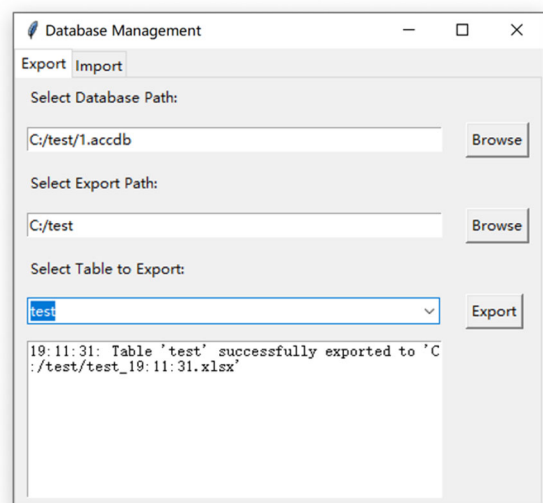 Database Management
Export Import
Select Database Path:
C:/test/1.accdb Browse
Select Export Path:
C:/test Browse
Select Table to Export:
test Export
19:11:31: Table 'test' successfully exported to 'C
:/test/test_19:11:31.xlsx'